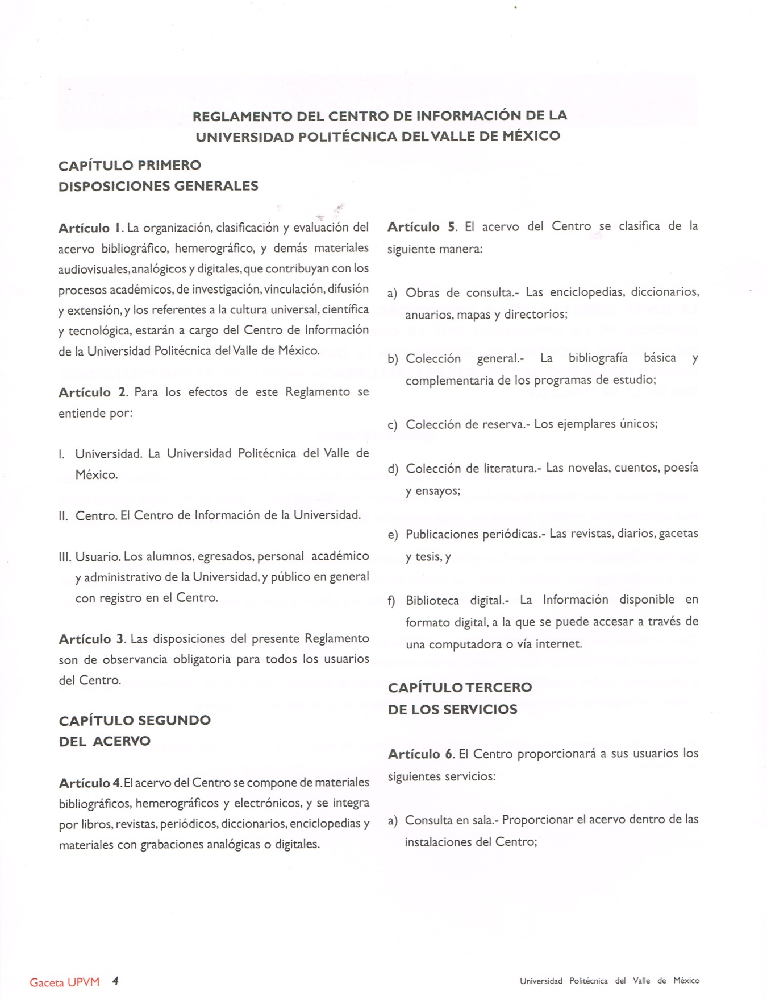 REGLAMENTO DEL CENTRO DE INFORMACIÓN DE LA
UNIVERSIDAD POLITÉCNICA DEL VALLE DE MÉXICO
CAPÍTULO PRIMERO
DISPOSICIONES GENERALES
Artículo 1. La organización, clasificación y evaluación del
acervo bibliográfico, hemerográfico, y demás materiales
audiovisuales, analógicos y digitales, que contribuyan con los
procesos académicos, de investigación, vinculación, difusión
y extensión, y los referentes a la cultura universal, científica
y tecnológica, estarán a cargo del Centro de Información
de la Universidad Politécnica del Valle de México.
Artículo 2. Para los efectos de este Reglamento se
entiende por:
I. Universidad. La Universidad Politécnica del Valle de
México.
II. Centro. El Centro de Información de la Universidad.
III. Usuario. Los alumnos, egresados, personal académico
y administrativo de la Universidad, y público en general
con registro en el Centro.
Artículo 3. Las disposiciones del presente Reglamento
son de observancia obligatoria para todos los usuarios
del Centro.
CAPÍTULO SEGUNDO
DEL ACERVO
Artículo 4. El acervo del Centro se compone de materiales
bibliográficos, hemerográficos y electrónicos, y se integra
por libros, revistas, periódicos, diccionarios, enciclopedias y
materiales con grabaciones analógicas o digitales.
Artículo 5. El acervo del Centro se clasifica de la
siguiente manera:
a) Obras de consulta.- Las enciclopedias, diccionarios,
anuarios, mapas y directorios;
b) Colección general.- La bibliografía básica y
complementaria de los programas de estudio;
c) Colección de reserva.- Los ejemplares únicos;
d) Colección de literatura.- Las novelas, cuentos, poesía
y ensayos;
e) Publicaciones periódicas.- Las revistas, diarios, gacetas
y tesis, y
f) Biblioteca digital.- La Información disponible en
formato digital, a la que se puede accesar a través de
una computadora o vía internet.
CAPÍTULO TERCERO
DE LOS SERVICIOS
Artículo 6. El Centro proporcionará a sus usuarios los
siguientes servicios:
a) Consulta en sala.- Proporcionar el acervo dentro de las
instalaciones del Centro;
Gaceta UPVM 4
Universidad Politécnica del Valle de México